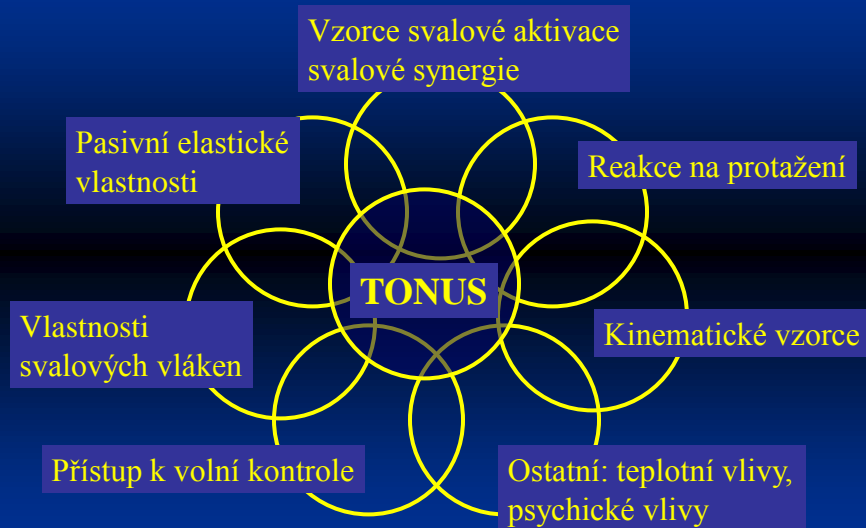 Vzorce svalové aktivace
svalové synergie
Pasivní elastické
vlastnosti
Reakce na protažení
TONUS
Vlastnosti
svalových vláken
Kinematické vzorce
Přístup k volní kontrole
Ostatní: teplotní vlivy,
psychické vlivy